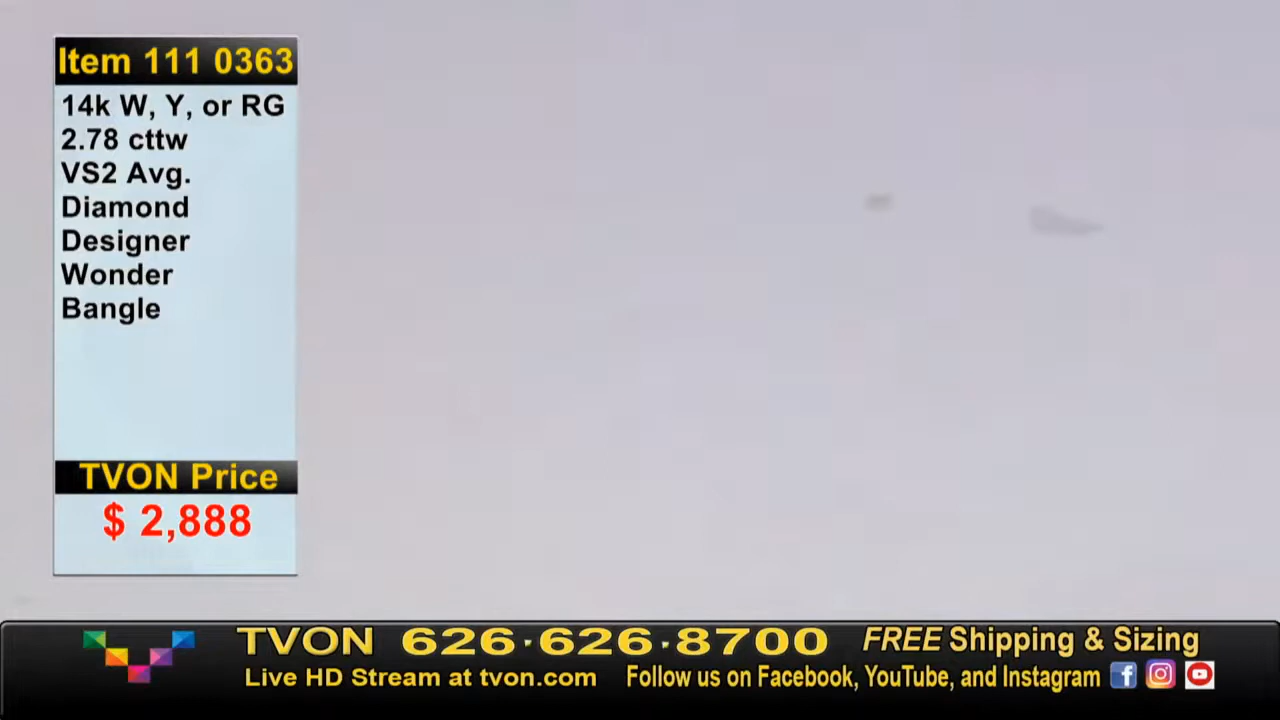 Item 111 0363
14k W, Y, or RG
2.78 cttw
VS2 Avg.
Diamond
Designer
Wonder
Bangle
TVON Price
$ 2,888
TVON 626·626·8700 FREE Shipping & Sizing
Live HD Stream at tvon.com Follow us on Facebook, YouTube, and Instagram